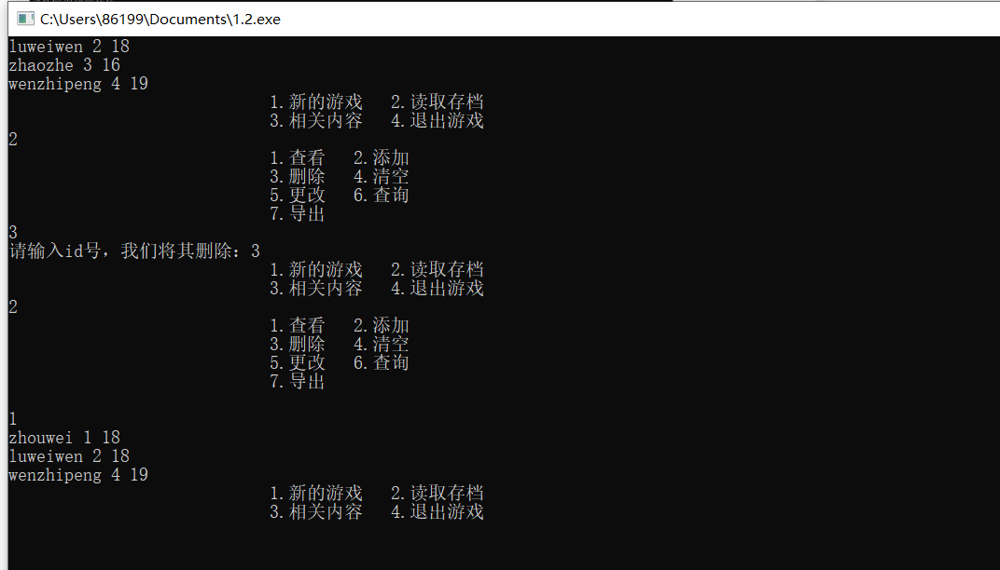 C:\Users\86199\Documents\1.2.exe
luweiwen 2 18
zhaozhe 3 16
wenzhipeng 4 19
1.新的游戏 2.读取存档
3.相关内容 4.退出游戏
2
1.查看 2.添加
3.删除 4.清空
5.更改 6.查询
7.导出
3
请输入id号，我们将其删除：3
1.新的游戏 2.读取存档
3.相关内容 4.退出游戏
2
1.查看 2.添加
3.删除 4.清空
5.更改 6.查询
7.导出
1
zhouwei 1 18
luweiwen 2 18
wenzhipeng 4 19
1.新的游戏 2.读取存档
3.相关内容 4.退出游戏